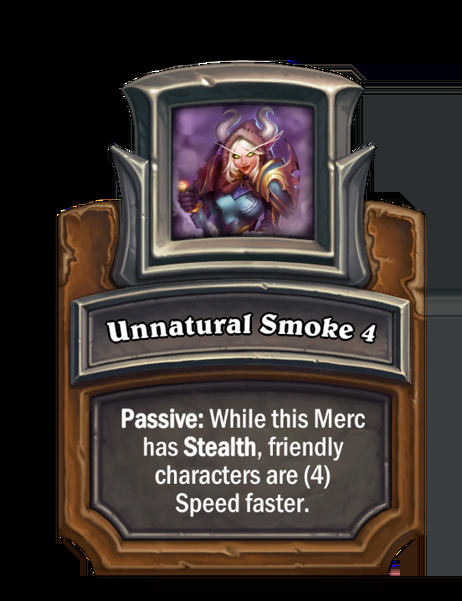 Unnatural Smoke 4
Passive: While this Merc
has Stealth, friendly
characters are (4)
Speed faster.